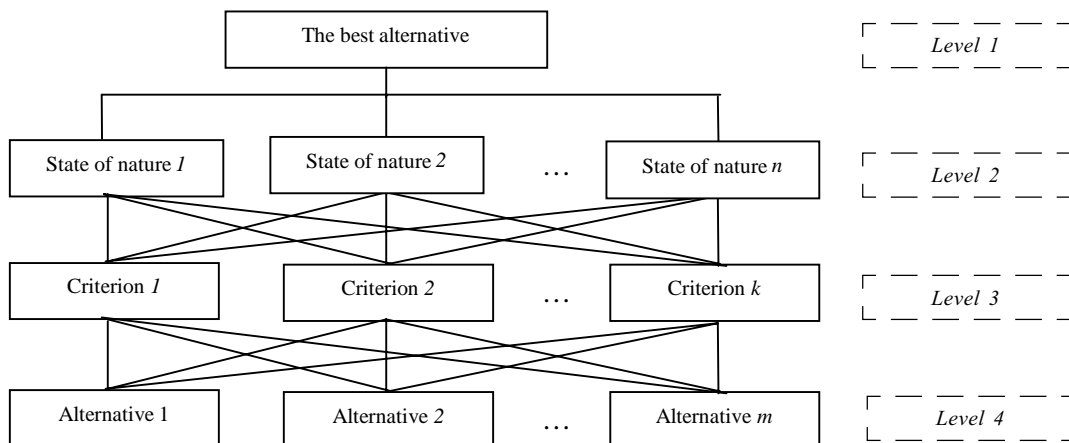 The best alternative
Level 1
State of nature 1
State of nature 2
...
State of nature n
Level 2
Criterion 1
Criterion 2
...
Criterion k
Level 3
Alternative 1
Alternative 2
...
Alternative m
Level 4